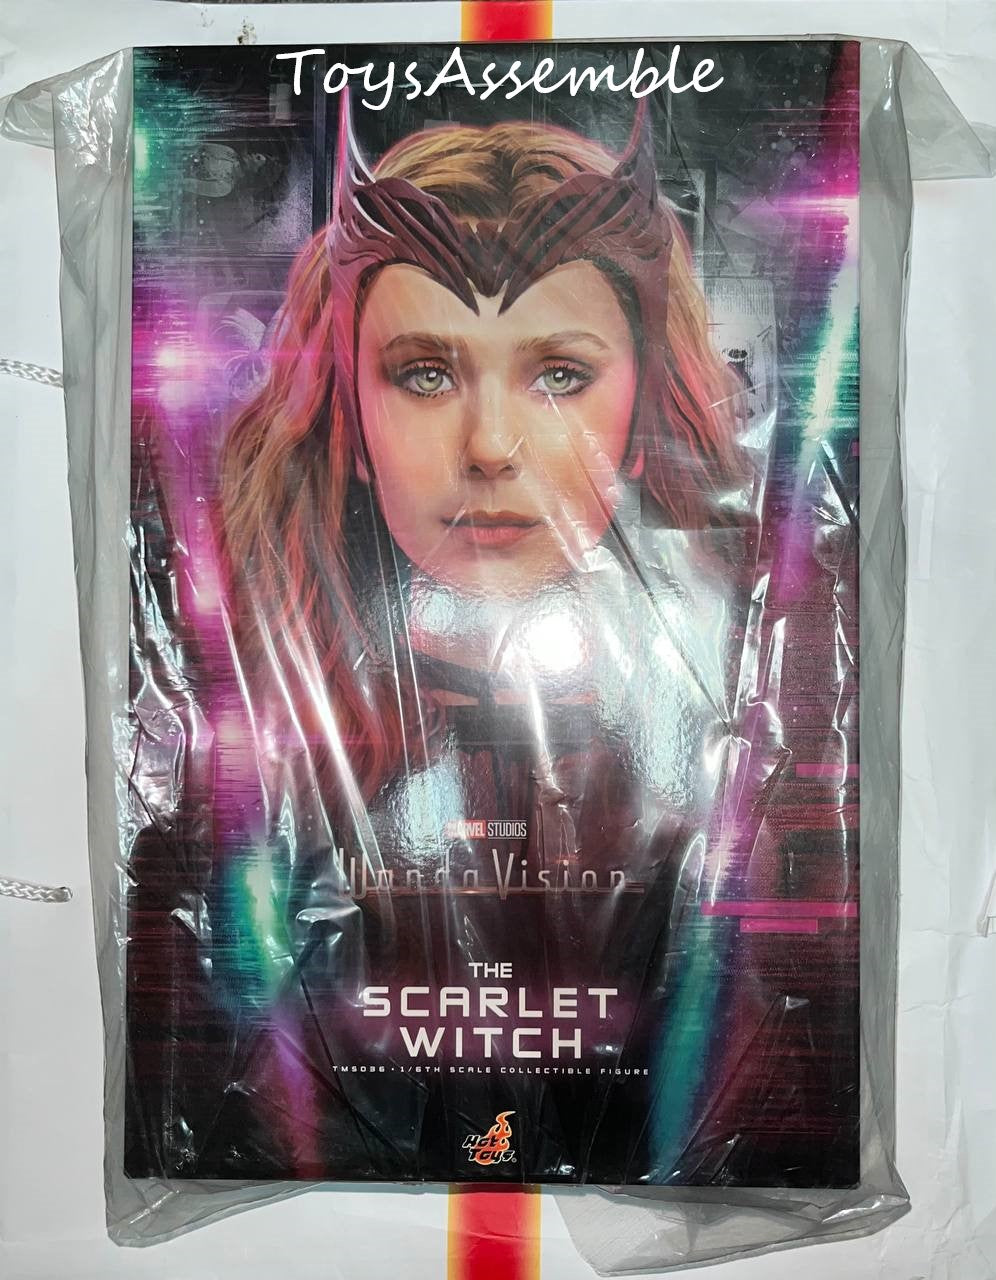 ToysAssemble
MARVEL STUDIOS
WandaVision
THE
SCARLET
WITCH
TMS036 • 1/6TH SCALE COLLECTIBLE FIGURE
Hot
Toys